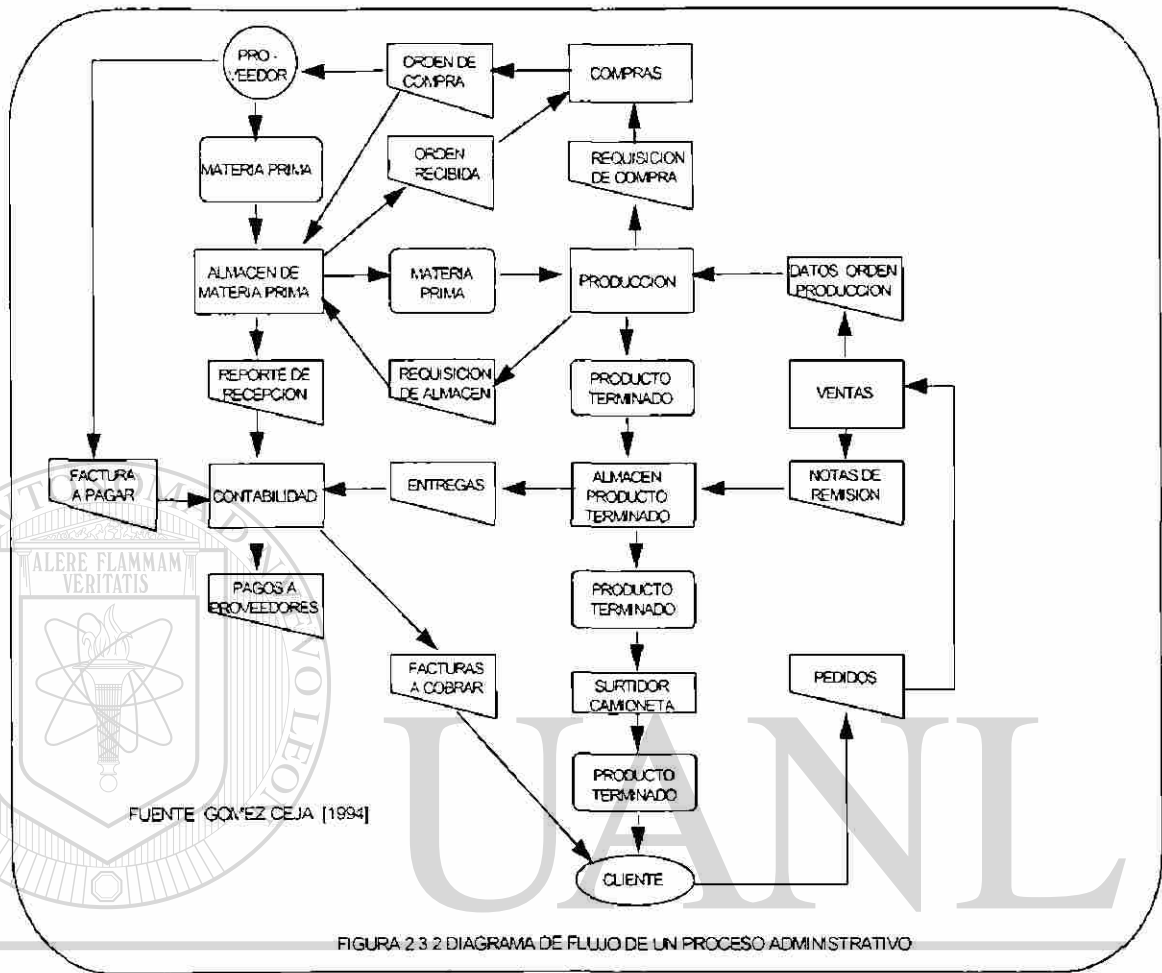 PRO -
VEEDOR
ORDEN DE
COMPRA
COMPRAS
MATERIA PRIMA
ORDEN
RECIBIDA
REQUISICION
DE COMPRA
ALMACEN DE
MATERIA PRIMA
MATERIA
PRIMA
PRODUCCION
DATOS ORDEN
PRODUCCION
REPORTE DE
RECEPCION
REQUISICION
DE ALMACEN
PRODUCTO
TERMINADO
VENTAS
FACTURA
A PAGAR
CONTABILIDAD
ENTREGAS
ALMACEN
PRODUCTO
TERMINADO
NOTAS DE
REMISION
PAGOS A
PROVEEDORES
PRODUCTO
TERMINADO
FACTURAS
A COBRAR
SURTIDOR
CAMIONETA
PEDIDOS
PRODUCTO
TERMINADO
CLIENTE
FUENTE GOMEZ CEJA [1994]
FIGURA 2.3.2 DIAGRAMA DE FLUJO DE UN PROCESO ADMINISTRATIVO
ALERE FLAMMAM
VERITATIS
UANL